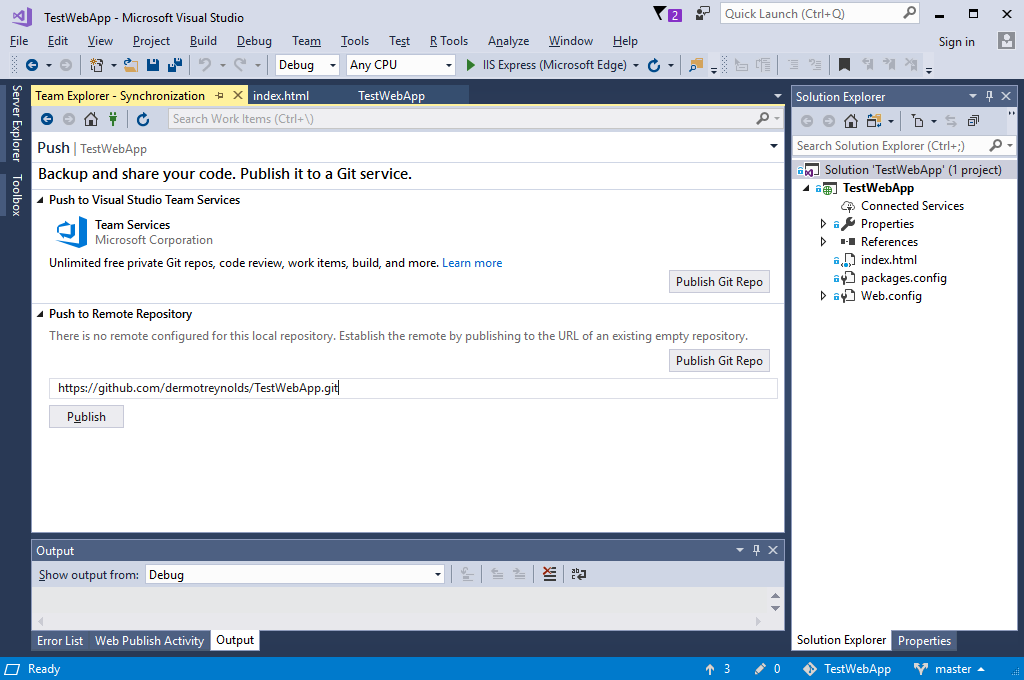 TestWebApp - Microsoft Visual Studio
2
Quick Launch (Ctrl+Q)
File Edit View Project Build Debug Team Tools Test R Tools Analyze Window Help
Sign in
Debug Any CPU IIS Express (Microsoft Edge)
Server Explorer
Toolbox
Team Explorer - Synchronization index.html TestWebApp
Search Work Items (Ctrl+\)
Push | TestWebApp
Backup and share your code. Publish it to a Git service.
Push to Visual Studio Team Services
Team Services
Microsoft Corporation
Unlimited free private Git repos, code review, work items, build, and more. Learn more
Publish Git Repo
Push to Remote Repository
There is no remote configured for this local repository. Establish the remote by publishing to the URL of an existing empty repository.
Publish Git Repo
https://github.com/dermotreynolds/TestWebApp.git
Publish
Output
Show output from: Debug
Error List Web Publish Activity Output
Solution Explorer
Search Solution Explorer (Ctrl+;)
Solution 'TestWebApp' (1 project)
TestWebApp
Connected Services
Properties
References
index.html
packages.config
Web.config
Solution Explorer Properties
Ready
3 0 TestWebApp master